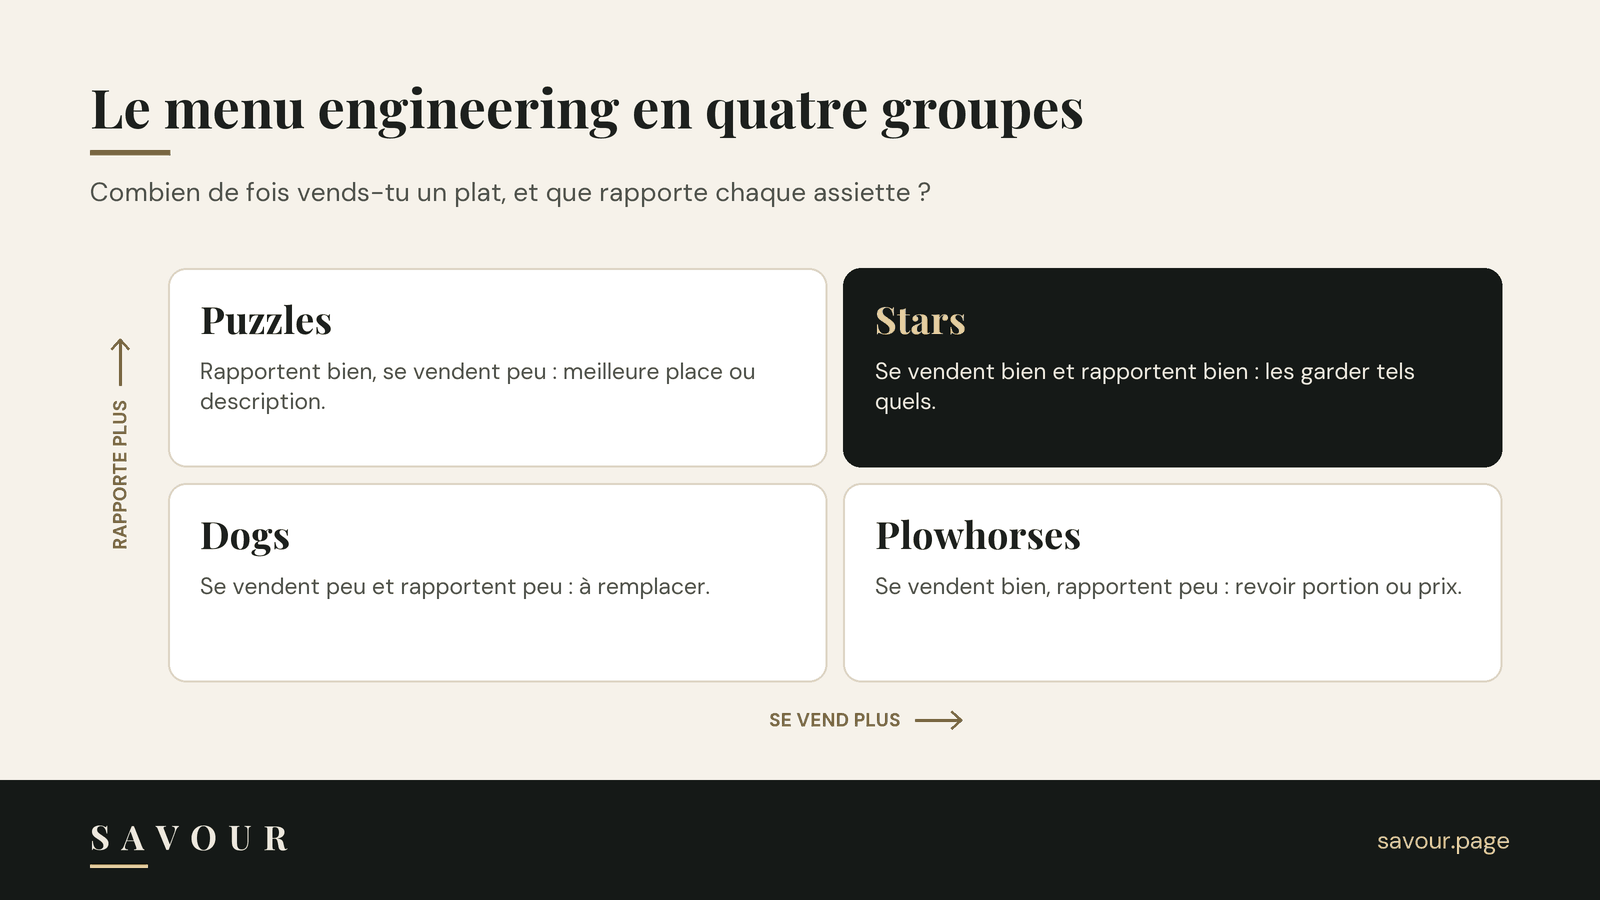 Le menu engineering en quatre groupes
Combien de fois vends-tu un plat, et que rapporte chaque assiette ?
RAPPORTE PLUS
Puzzles
Rapportent bien, se vendent peu : meilleure place ou
description.
Stars
Se vendent bien et rapportent bien : les garder tels
quels.
Dogs
Se vendent peu et rapportent peu : à remplacer.
Plowhorses
Se vendent bien, rapportent peu : revoir portion ou prix.
SE VEND PLUS
SAVOUR
savour.page